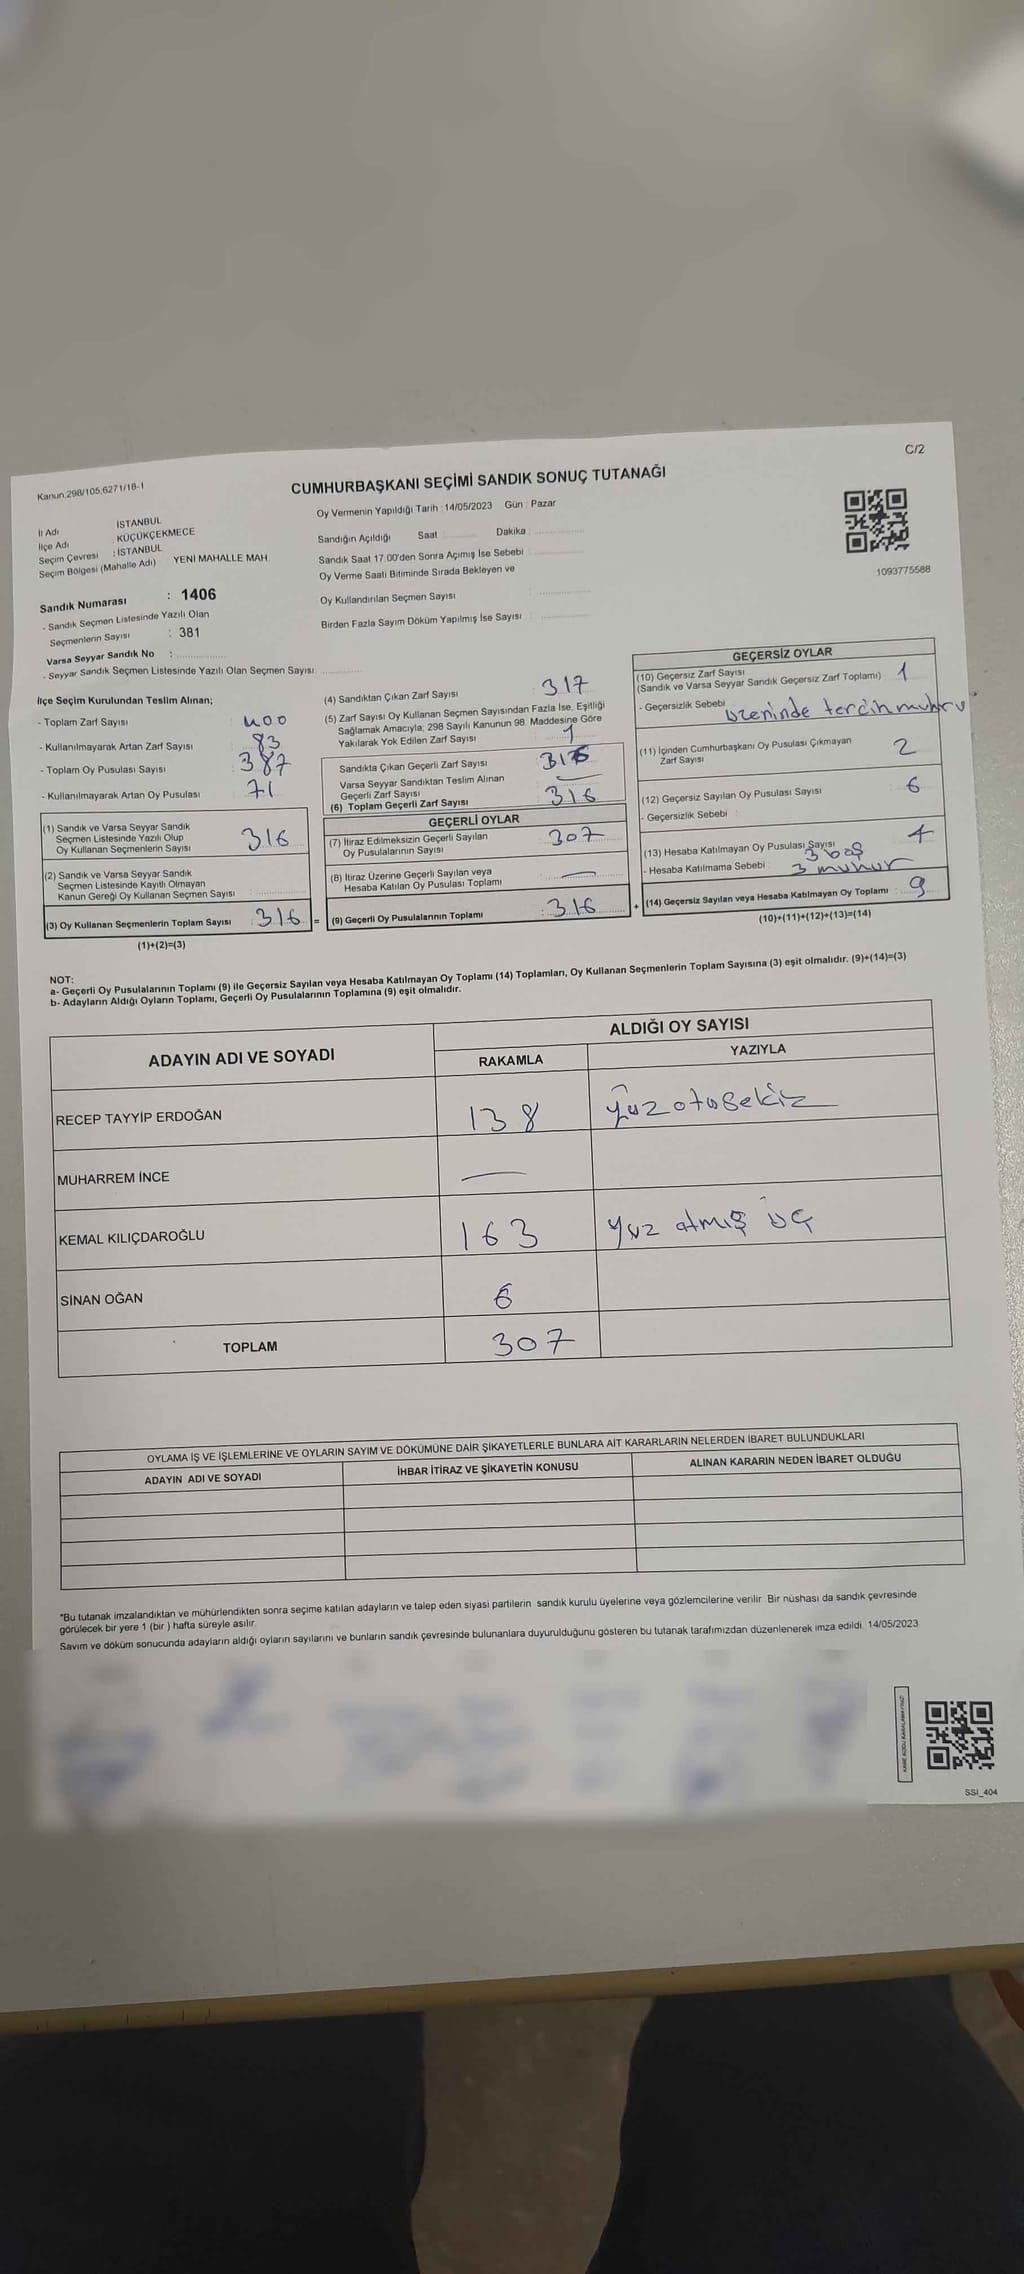 C/2
Kanun:298/105;6271/18-1
CUMHURBAŞKANI SEÇİMİ SANDIK SONUÇ TUTANAĞI
İl Adı : İSTANBUL
İlçe Adı : KÜÇÜKÇEKMECE
Seçim Çevresi : İSTANBUL
Seçim Bölgesi (Mahalle Adı) YENİ MAHALLE MAH.
Oy Vermenin Yapıldığı Tarih : 14/05/2023 Gün : Pazar
Sandığın Açıldığı Saat Dakika
Sandık Saat 17:00'den Sonra Açımış İse Sebebi
Oy Verme Saati Bitiminde Sırada Bekleyen ve
Oy Kullandırılan Seçmen Sayısı
Birden Fazla Sayım Döküm Yapılmış İse Sayısı
1093775588
Sandık Numarası : 1406
- Sandık Seçmen Listesinde Yazılı Olan
Seçmenlerin Sayısı : 381
Varsa Seyyar Sandık No :
- Seyyar Sandık Seçmen Listesinde Yazılı Olan Seçmen Sayısı:
İlçe Seçim Kurulundan Teslim Alınan;
- Toplam Zarf Sayısı : 400
- Kullanılmayarak Artan Zarf Sayısı : 83
- Toplam Oy Pusulası Sayısı : 387
- Kullanılmayarak Artan Oy Pusulası : 71
(1) Sandık ve Varsa Seyyar Sandık
Seçmen Listesinde Yazılı Olup
Oy Kullanan Seçmenlerin Sayısı : 316
(2) Sandık ve Varsa Seyyar Sandık
Seçmen Listesinde Kayıtlı Olmayan
Kanun Gereği Oy Kullanan Seçmen Sayısı :
(3) Oy Kullanan Seçmenlerin Toplam Sayısı : 316 =
(1)+(2)=(3)
(4) Sandıktan Çıkan Zarf Sayısı : 317
(5) Zarf Sayısı Oy Kullanan Seçmen Sayısından Fazla İse, Eşitliği
Sağlamak Amacıyla; 298 Sayılı Kanunun 98. Maddesine Göre
Yakılarak Yok Edilen Zarf Sayısı : 1
Sandıkta Çıkan Geçerli Zarf Sayısı : 316
Varsa Seyyar Sandıktan Teslim Alınan
Geçerli Zarf Sayısı : —
(6) Toplam Geçerli Zarf Sayısı : 316
GEÇERLİ OYLAR
(7) İtiraz Edilmeksizin Geçerli Sayılan
Oy Pusulalarının Sayısı : 307
(8) İtiraz Üzerine Geçerli Sayılan veya
Hesaba Katılan Oy Pusulası Toplamı : —
(9) Geçerli Oy Pusulalarının Toplamı : 316 +
GEÇERSİZ OYLAR
(10) Geçersiz Zarf Sayısı
(Sandık ve Varsa Seyyar Sandık Geçersiz Zarf Toplamı) : 1
- Geçersizlik Sebebi : üzerinde tercih muhru
(11) İçinden Cumhurbaşkanı Oy Pusulası Çıkmayan
Zarf Sayısı : 2
(12) Geçersiz Sayılan Oy Pusulası Sayısı : 6
- Geçersizlik Sebebi :
(13) Hesaba Katılmayan Oy Pusulası Sayısı : 4
3 boş
- Hesaba Katılmama Sebebi : 3 muhur
(14) Geçersiz Sayılan veya Hesaba Katılmayan Oy Toplamı : 9
(10)+(11)+(12)+(13)=(14)
NOT:
a- Geçerli Oy Pusulalarının Toplamı (9) ile Geçersiz Sayılan veya Hesaba Katılmayan Oy Toplamı (14) Toplamları, Oy Kullanan Seçmenlerin Toplam Sayısına (3) eşit olmalıdır. (9)+(14)=(3)
b- Adayların Aldığı Oyların Toplamı, Geçerli Oy Pusulalarının Toplamına (9) eşit olmalıdır.
ADAYIN ADI VE SOYADI ALDIĞI OY SAYISI
RAKAMLA YAZIYLA
RECEP TAYYİP ERDOĞAN 138 yüz otuSekiz
MUHARREM İNCE —
KEMAL KILIÇDAROĞLU 163 yuz atmış üç
SİNAN OĞAN 6
TOPLAM 307
OYLAMA İŞ VE İŞLEMLERİNE VE OYLARIN SAYIM VE DÖKÜMÜNE DAİR ŞİKAYETLERLE BUNLARA AİT KARARLARIN NELERDEN İBARET BULUNDUKLARI
ADAYIN ADI VE SOYADI İHBAR İTİRAZ VE ŞİKAYETİN KONUSU ALINAN KARARIN NEDEN İBARET OLDUĞU
*Bu tutanak imzalandıktan ve mühürlendikten sonra seçime katılan adayların ve talep eden siyasi partilerin sandık kurulu üyelerine veya gözlemcilerine verilir. Bir nüshası da sandık çevresinde
görülecek bir yere 1 (bir ) hafta süreyle asılır.
Sayım ve döküm sonucunda adayların aldığı oyların sayılarını ve bunların sandık çevresinde bulunanlara duyurulduğunu gösteren bu tutanak tarafımızdan düzenlenerek imza edildi. 14/05/2023
KARE KODU KARALAMAYINIZ!
SSI_404